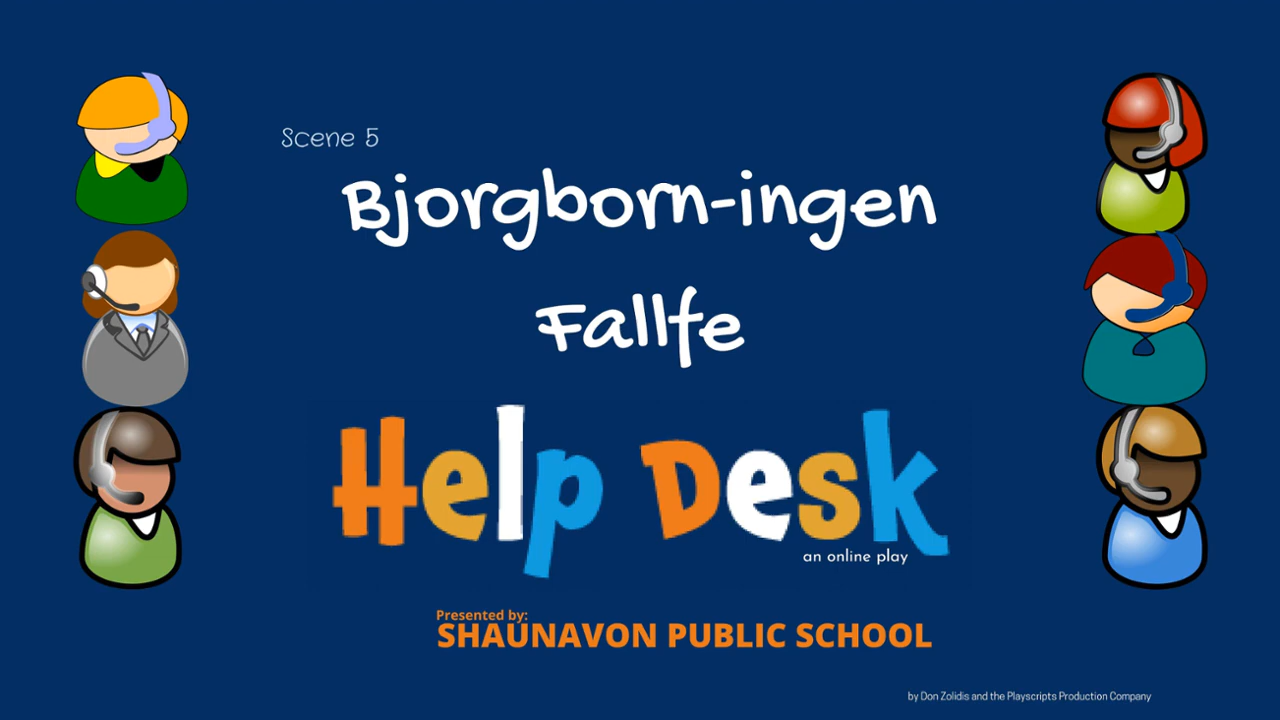 Scene 5
Bjorgborn-ingen
Fallfe
Help Desk
an online play
Presented by:
SHAUNAVON PUBLIC SCHOOL
by Don Zolidis and the Playscripts Production Company